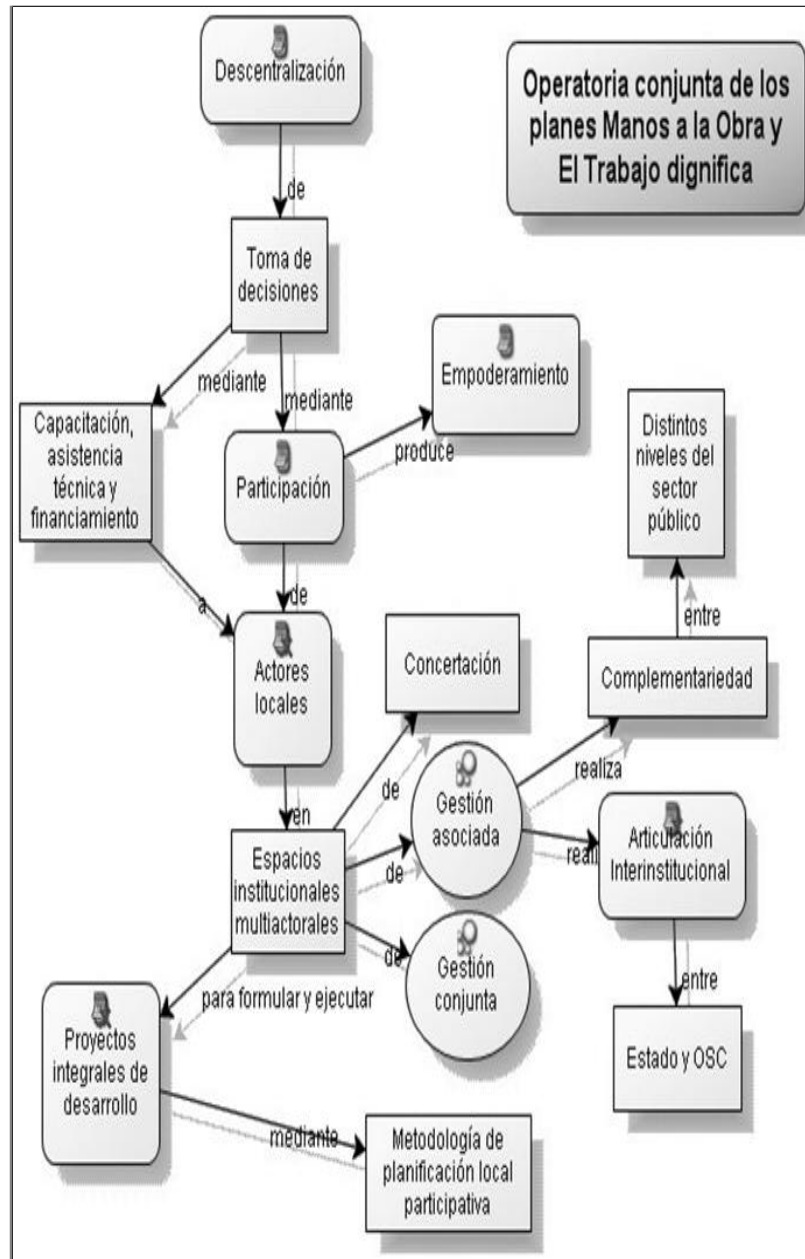 Descentralización
Operatoria conjunta de los
planes Manos a la Obra y
El Trabajo dignifica
de
Toma de
decisiones
mediante
mediante
Empoderamiento
produce
Capacitación,
asistencia
técnica y
financiamiento
Participación
Distintos
niveles del
sector
público
a
de
entre
Actores
locales
Concertación
Complementariedad
en
de
realiza
Gestión
asociada
Espacios
institucionales
multiactorales
de
reali
Articulación
Interinstitucional
de
Gestión
conjunta
entre
para formular y ejecutar
Proyectos
integrales de
desarrollo
Estado y OSC
mediante
Metodología de
planificación local
participativa